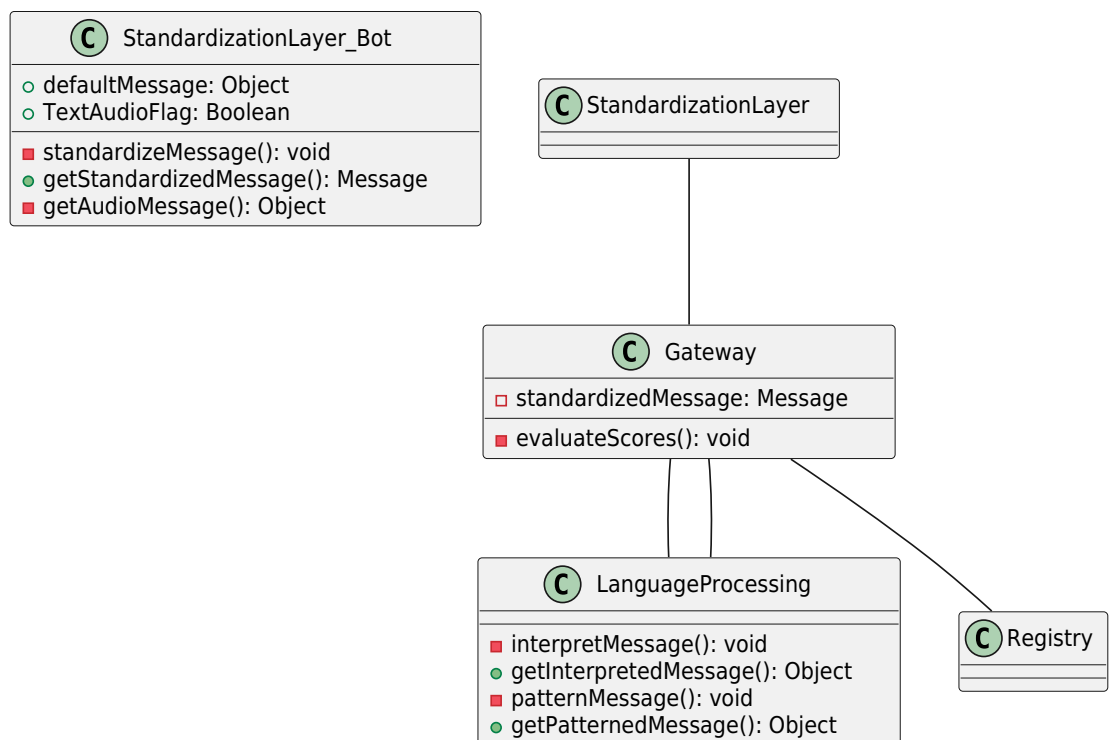 C StandardizationLayer_Bot
defaultMessage: Object
TextAudioFlag: Boolean
standardizeMessage(): void
getStandardizedMessage(): Message
getAudioMessage(): Object
C StandardizationLayer
C Gateway
standardizedMessage: Message
evaluateScores(): void
C LanguageProcessing
interpretMessage(): void
getInterpretedMessage(): Object
patternMessage(): void
getPatternedMessage(): Object
C Registry